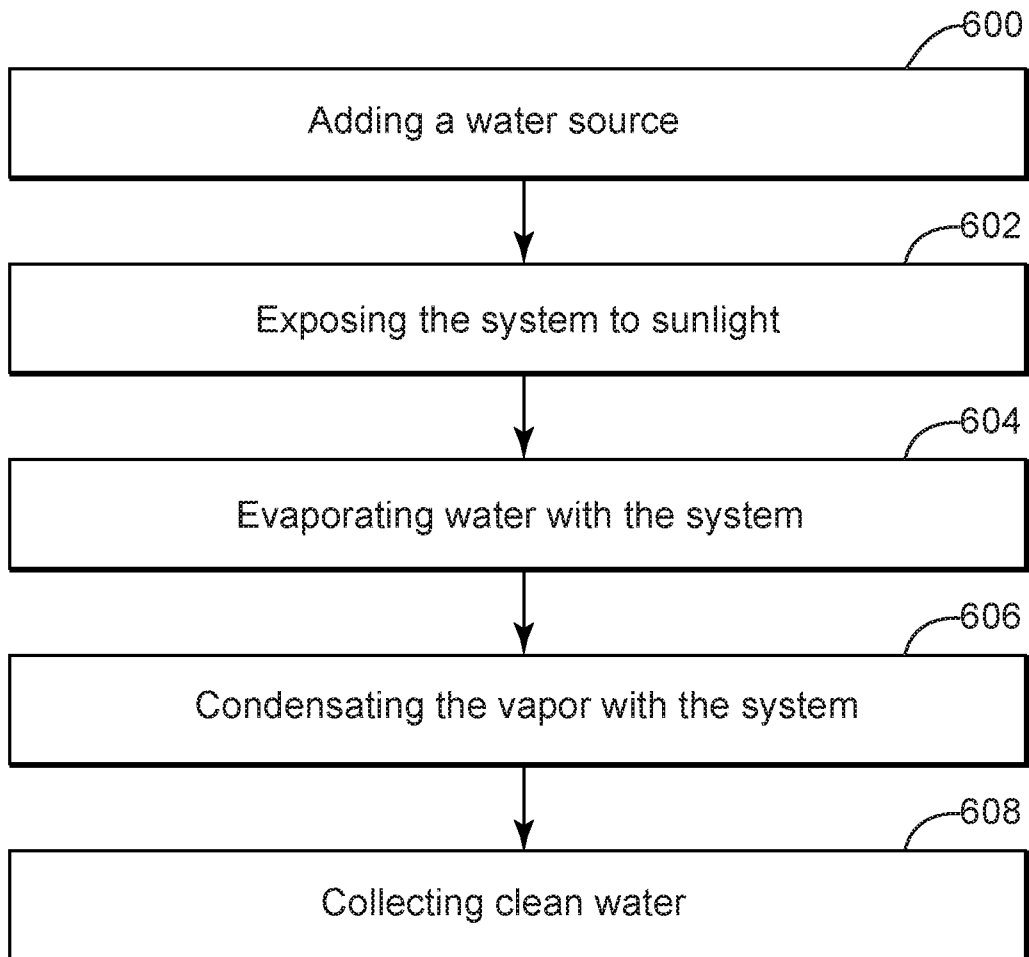 600
Adding a water source
602
Exposing the system to sunlight
604
Evaporating water with the system
606
Condensating the vapor with the system
608
Collecting clean water